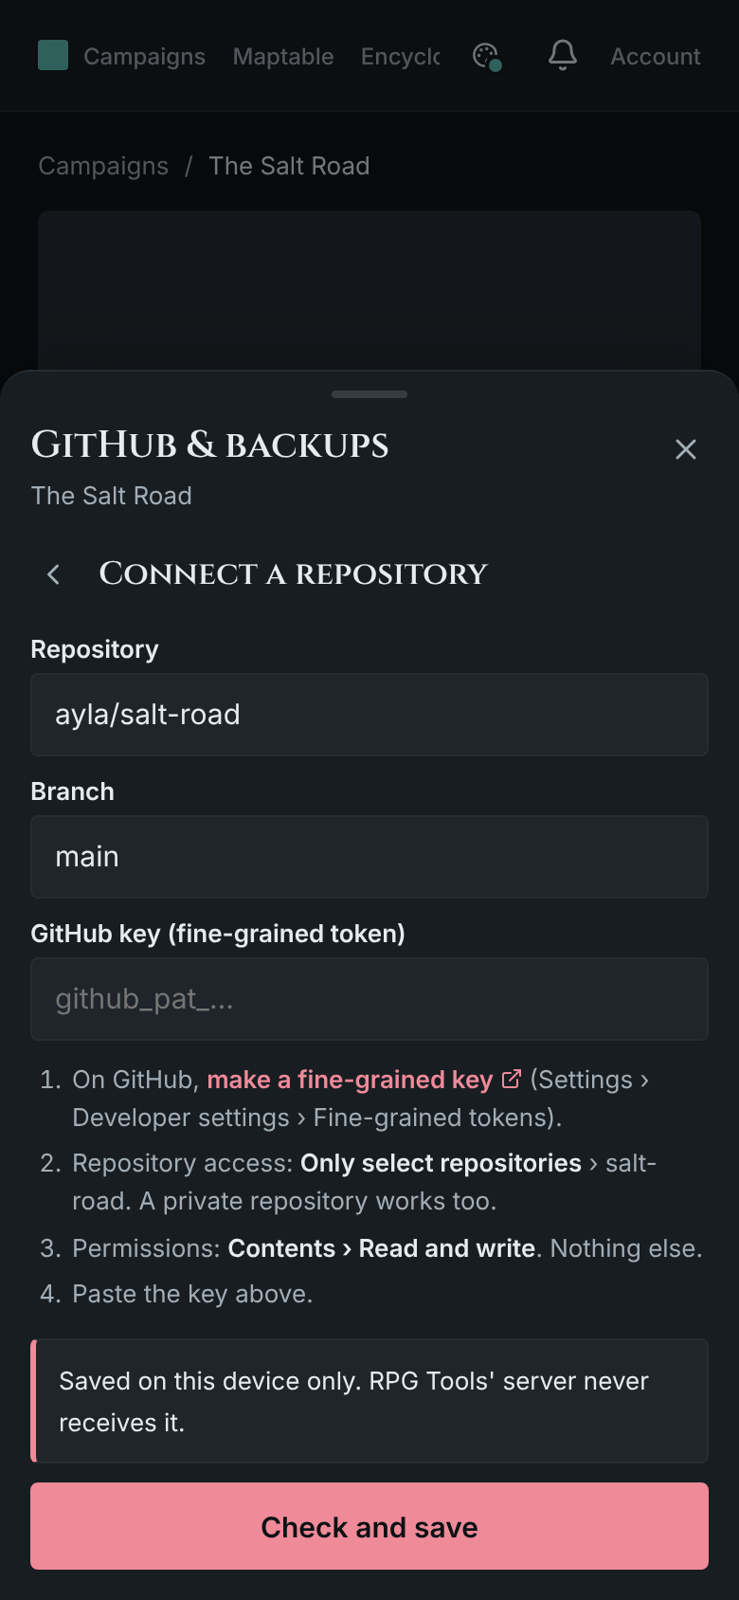 Campaigns Maptable Encyclo Account
Campaigns / The Salt Road
GitHub & backups
The Salt Road
Connect a repository
Repository
ayla/salt-road
Branch
main
GitHub key (fine-grained token)
github_pat_...
1. On GitHub, make a fine-grained key (Settings ›
Developer settings › Fine-grained tokens).
2. Repository access: Only select repositories › salt-
road. A private repository works too.
3. Permissions: Contents › Read and write. Nothing else.
4. Paste the key above.
Saved on this device only. RPG Tools' server never
receives it.
Check and save